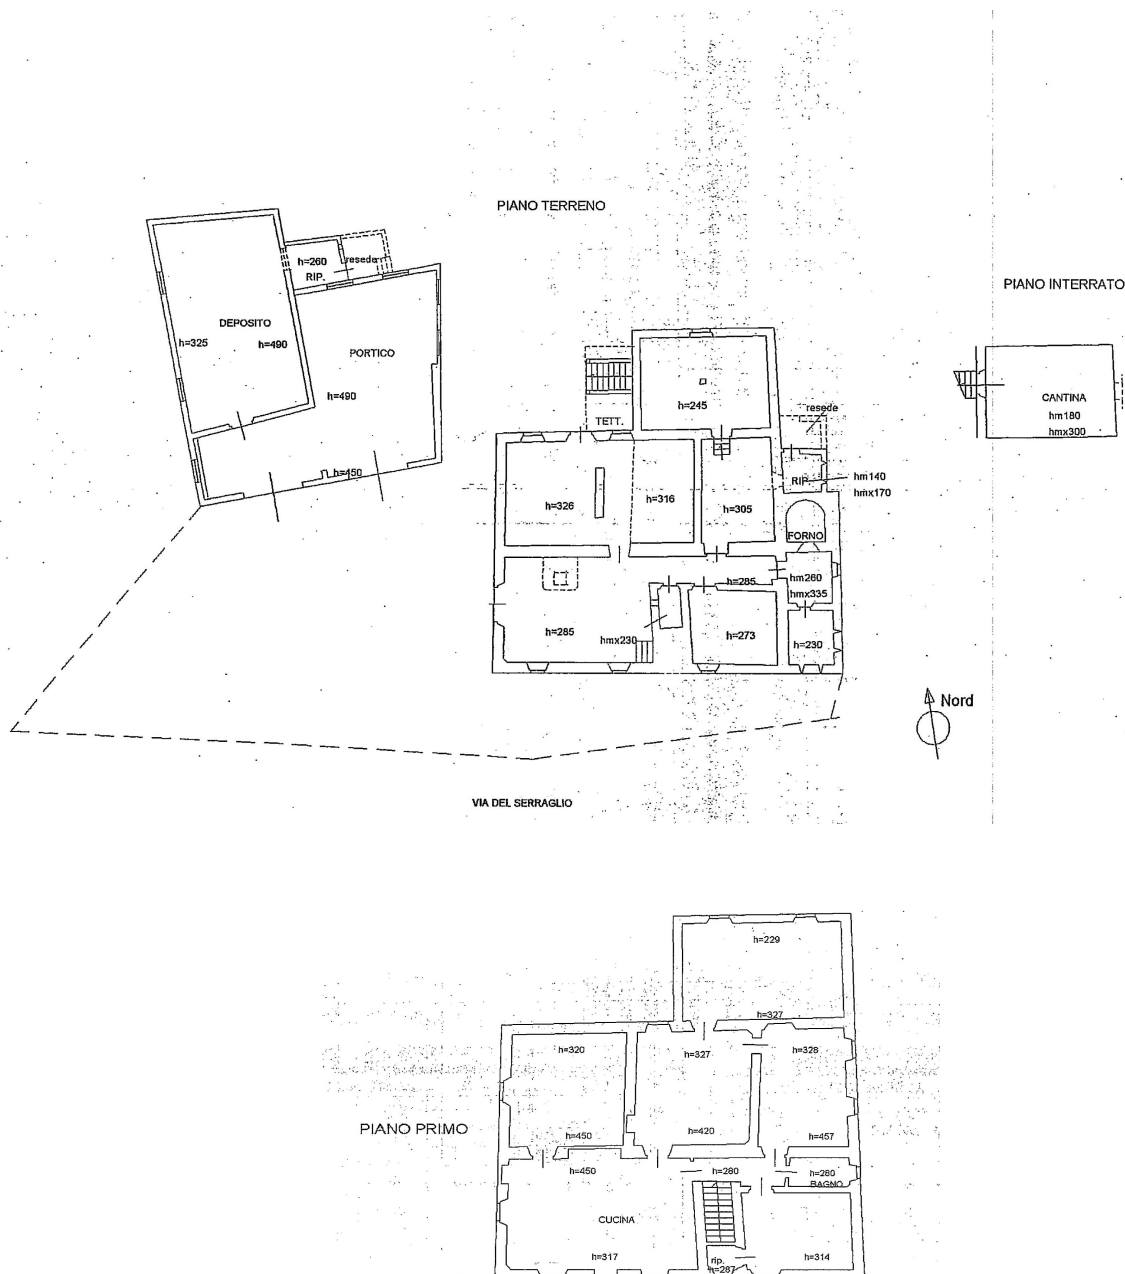 PIANO TERRENO
h=260
resede
RIP.
PIANO INTERRATO
DEPOSITO
h=325
h=490
PORTICO
h=490
h=450
CANTINA
hm180
hmx300
h=245
resede
TETT.
RIP.
hm140
hmx170
h=326
h=316
h=305
FORNO
h=285
hm260
hmx335
h=285
hmx230
h=273
h=230
Nord
VIA DEL SERRAGLIO
h=229
h=327
h=320
h=327
h=328
PIANO PRIMO
h=450
h=420
h=457
h=450
h=280
h=280
BAGNO
CUCINA
h=317
rip.
h=287
h=314